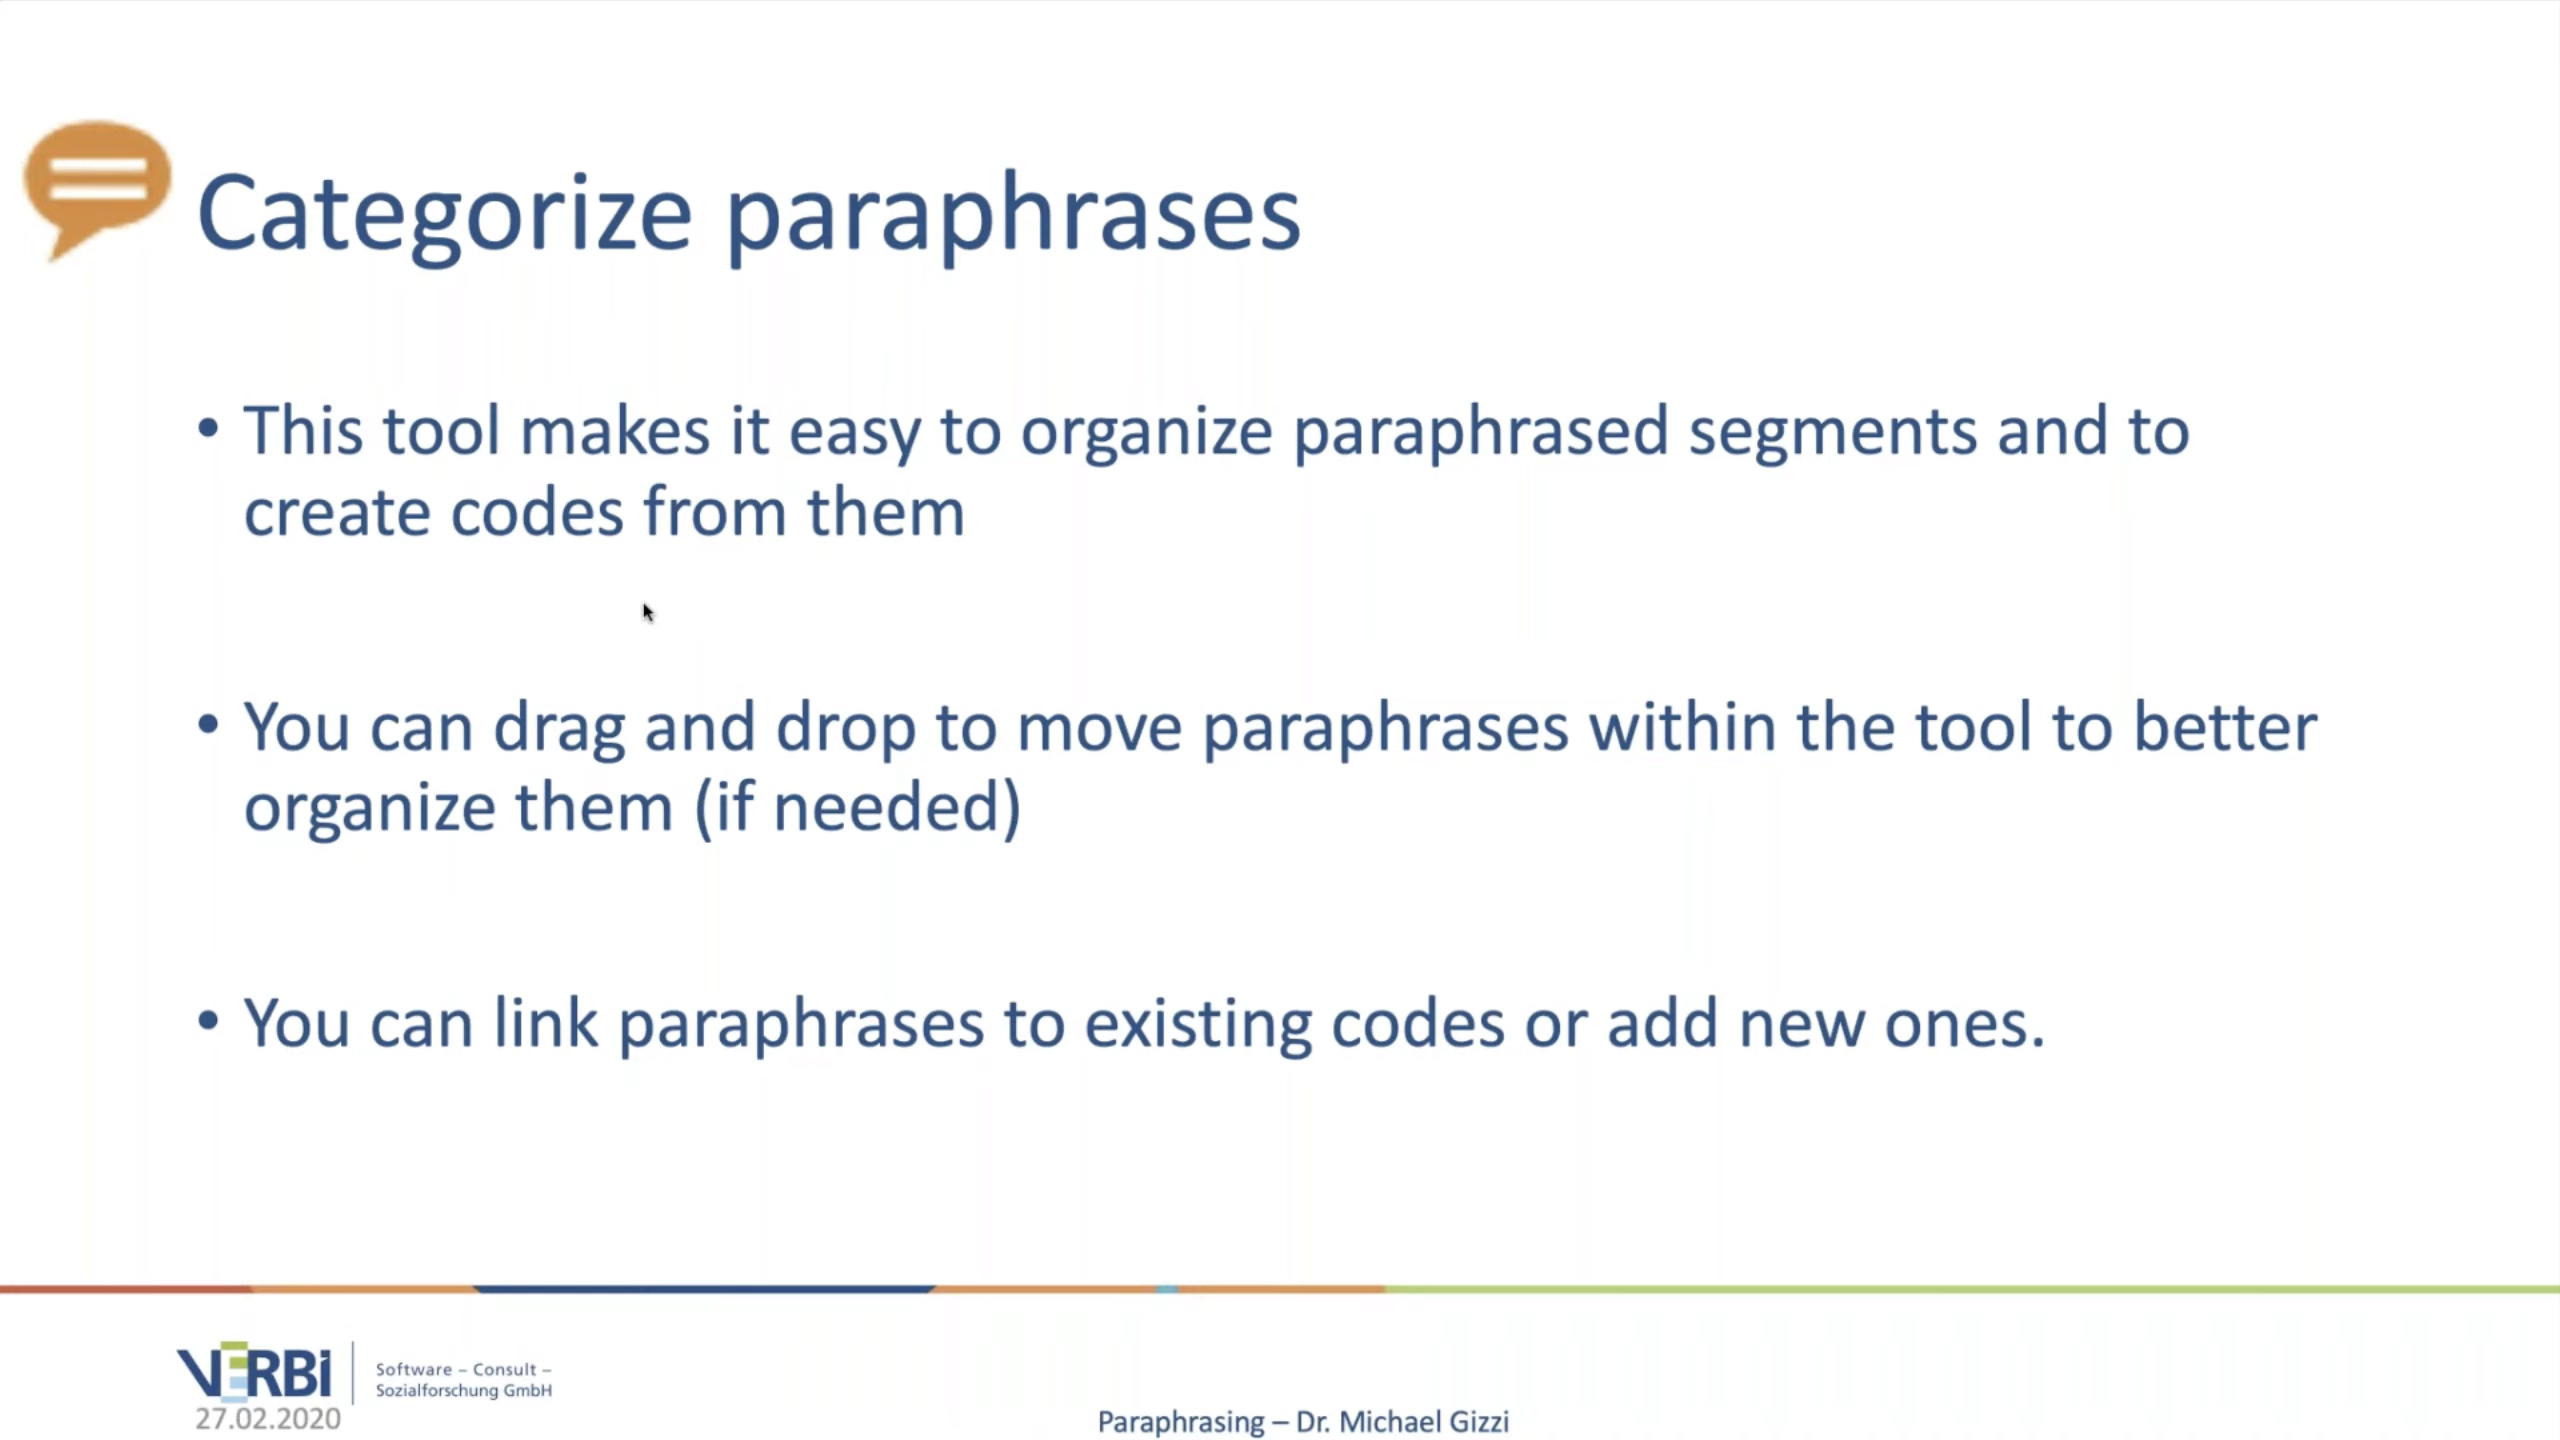 Categorize paraphrases
• This tool makes it easy to organize paraphrased segments and to
create codes from them
• You can drag and drop to move paraphrases within the tool to better
organize them (if needed)
• You can link paraphrases to existing codes or add new ones.
VERBI
Software – Consult –
Sozialforschung GmbH
27.02.2020
Paraphrasing – Dr. Michael Gizzi